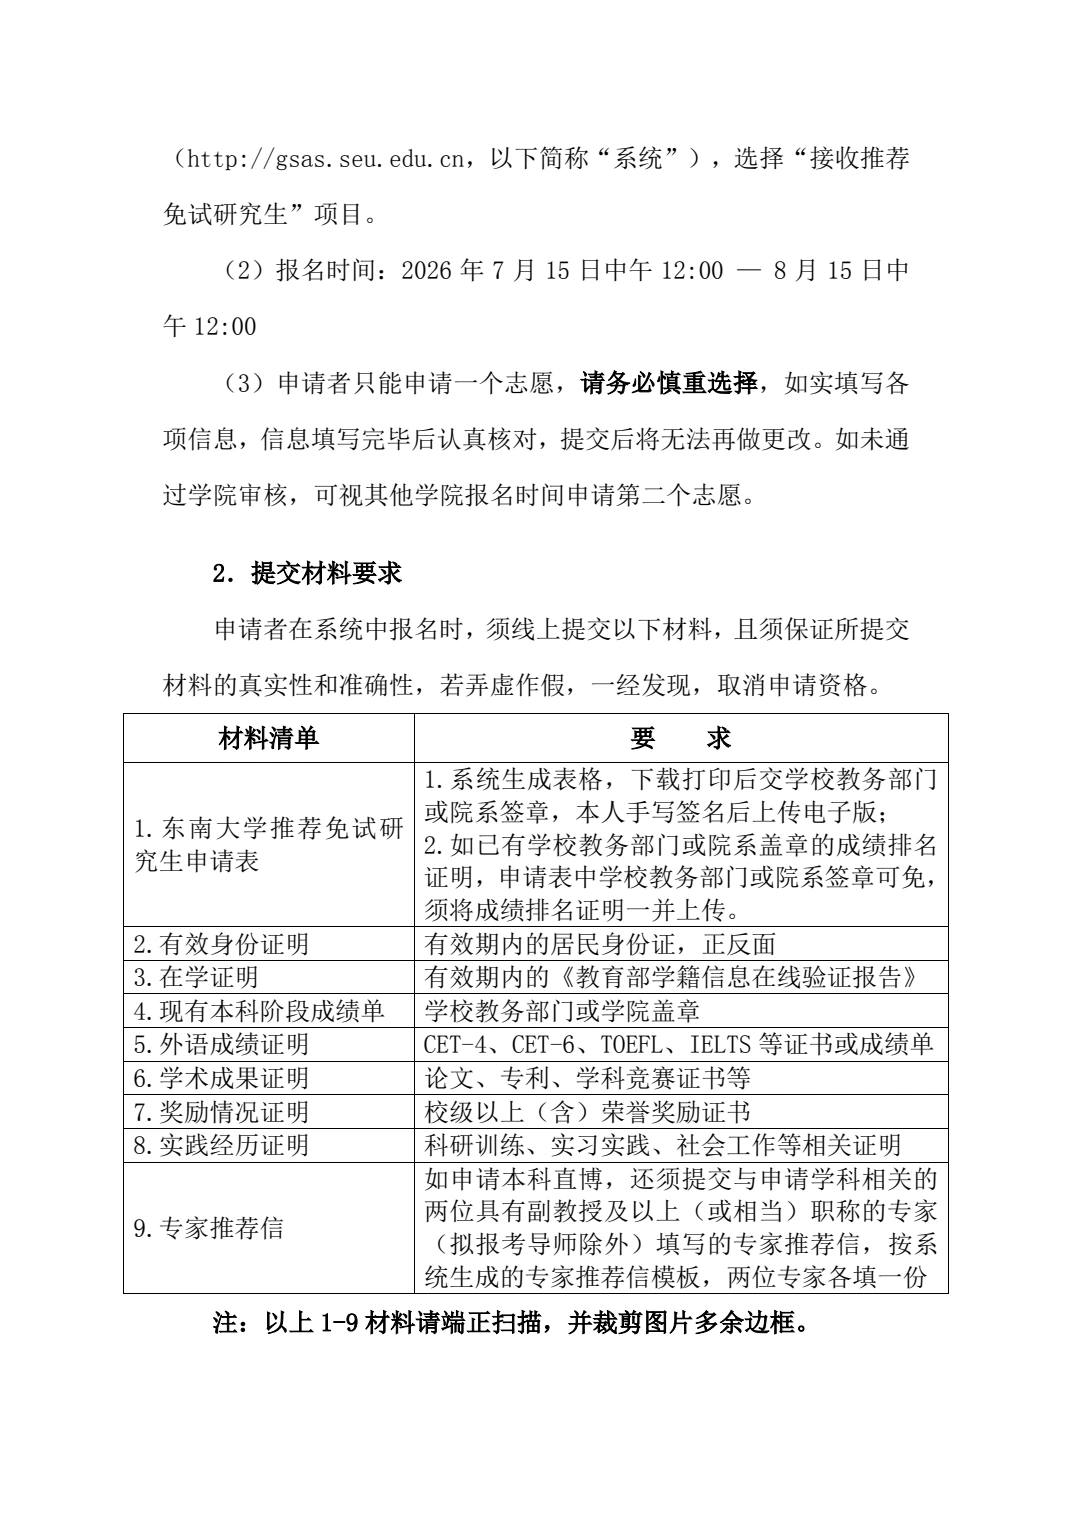 （http://gsas.seu.edu.cn，以下简称“系统”），选择“接收推荐
免试研究生”项目。
（2）报名时间：2026 年 7 月 15 日中午 12:00 — 8 月 15 日中
午 12:00
（3）申请者只能申请一个志愿，请务必慎重选择，如实填写各
项信息，信息填写完毕后认真核对，提交后将无法再做更改。如未通
过学院审核，可视其他学院报名时间申请第二个志愿。
2．提交材料要求
申请者在系统中报名时，须线上提交以下材料，且须保证所提交
材料的真实性和准确性，若弄虚作假，一经发现，取消申请资格。
材料清单
要 求
1.东南大学推荐免试研
究生申请表
1.系统生成表格，下载打印后交学校教务部门
或院系签章，本人手写签名后上传电子版；
2.如已有学校教务部门或院系盖章的成绩排名
证明，申请表中学校教务部门或院系签章可免，
须将成绩排名证明一并上传。
2.有效身份证明
有效期内的居民身份证，正反面
3.在学证明
有效期内的《教育部学籍信息在线验证报告》
4.现有本科阶段成绩单
学校教务部门或学院盖章
5.外语成绩证明
CET-4、CET-6、TOEFL、IELTS 等证书或成绩单
6.学术成果证明
论文、专利、学科竞赛证书等
7.奖励情况证明
校级以上（含）荣誉奖励证书
8.实践经历证明
科研训练、实习实践、社会工作等相关证明
9.专家推荐信
如申请本科直博，还须提交与申请学科相关的
两位具有副教授及以上（或相当）职称的专家
（拟报考导师除外）填写的专家推荐信，按系
统生成的专家推荐信模板，两位专家各填一份
注：以上 1-9 材料请端正扫描，并裁剪图片多余边框。